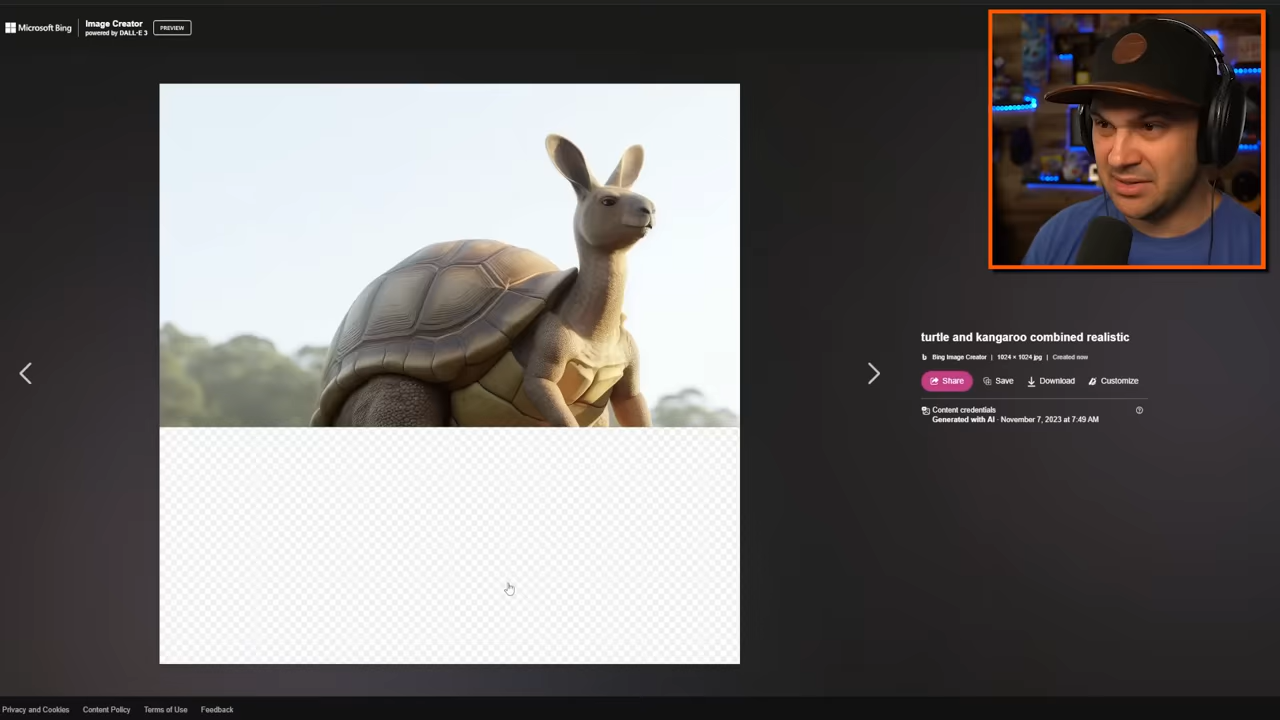 Microsoft Bing
Image Creator
powered by DALL·E 3
PREVIEW
turtle and kangaroo combined realistic
b Bing Image Creator | 1024 × 1024 jpg | Created now
Share Save Download Customize
Content credentials
Generated with AI · November 7, 2023 at 7:49 AM
Privacy and Cookies Content Policy Terms of Use Feedback